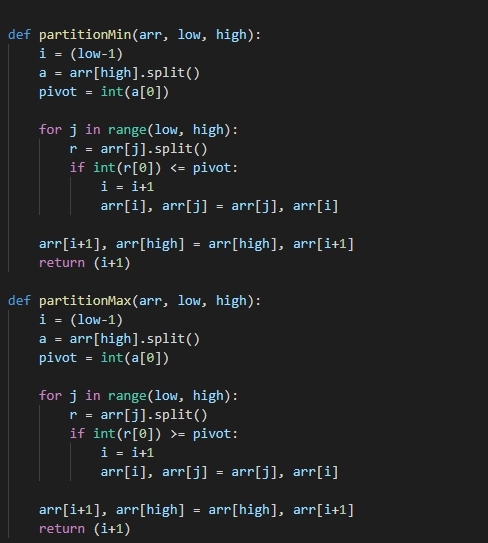 def partitionMin(arr, low, high):
    i = (low-1)
    a = arr[high].split()
    pivot = int(a[0])

    for j in range(low, high):
        r = arr[j].split()
        if int(r[0]) <= pivot:
            i = i+1
            arr[i], arr[j] = arr[j], arr[i]

    arr[i+1], arr[high] = arr[high], arr[i+1]
    return (i+1)

def partitionMax(arr, low, high):
    i = (low-1)
    a = arr[high].split()
    pivot = int(a[0])

    for j in range(low, high):
        r = arr[j].split()
        if int(r[0]) >= pivot:
            i = i+1
            arr[i], arr[j] = arr[j], arr[i]

    arr[i+1], arr[high] = arr[high], arr[i+1]
    return (i+1)